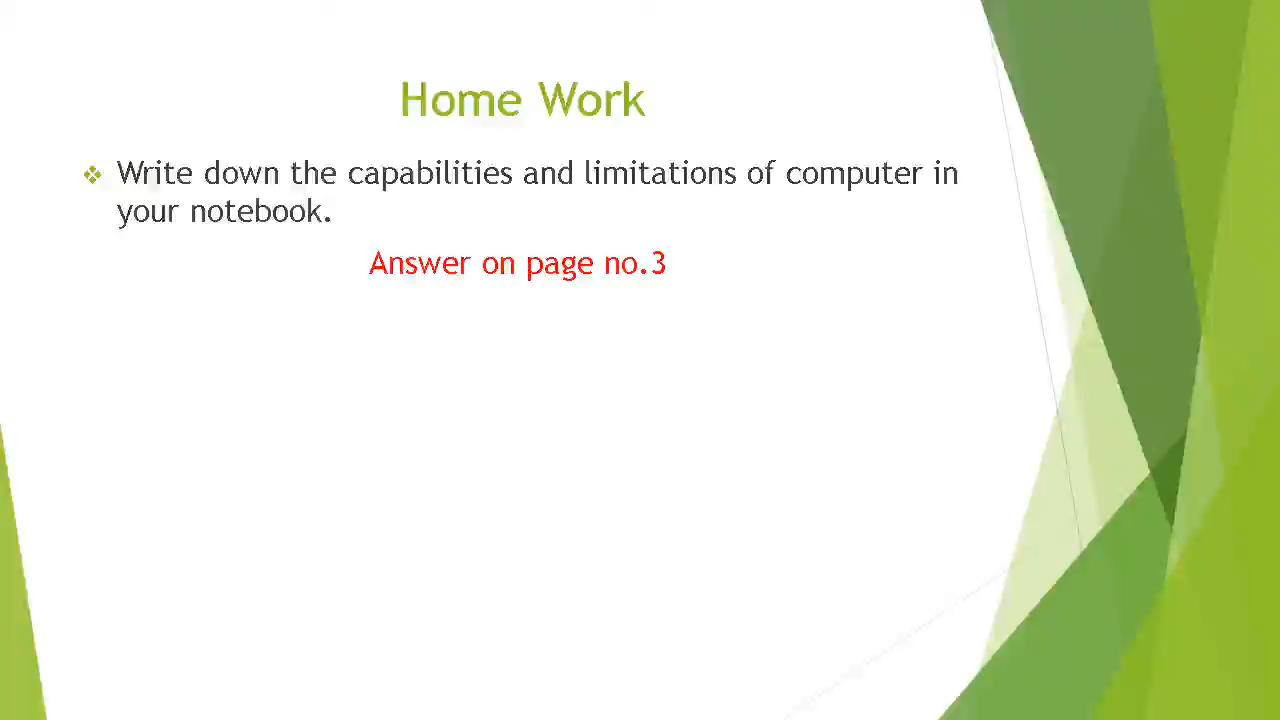 Home Work
Write down the capabilities and limitations of computer in
your notebook.
Answer on page no.3